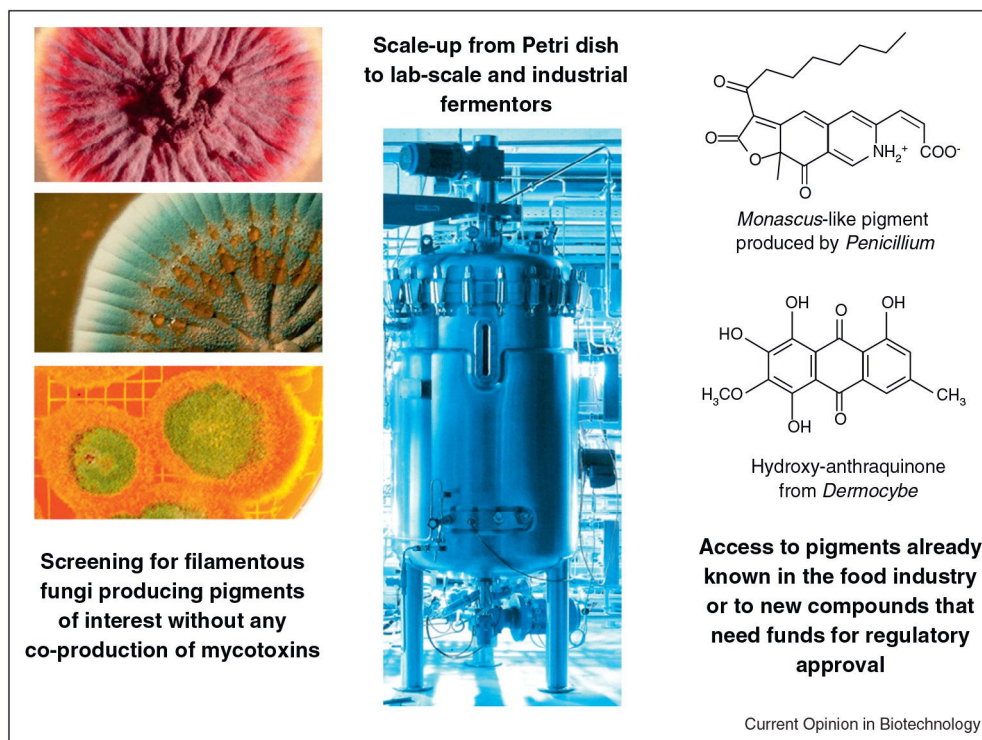 Screening for filamentous
fungi producing pigments
of interest without any
co-production of mycotoxins
Scale-up from Petri dish
to lab-scale and industrial
fermentors
O
O
O
O
NH₂⁺
COO⁻
Monascus-like pigment
produced by Penicillium
OH
O
OH
HO
H₃CO
CH₃
OH
O
Hydroxy-anthraquinone
from Dermocybe
Access to pigments already
known in the food industry
or to new compounds that
need funds for regulatory
approval
Current Opinion in Biotechnology